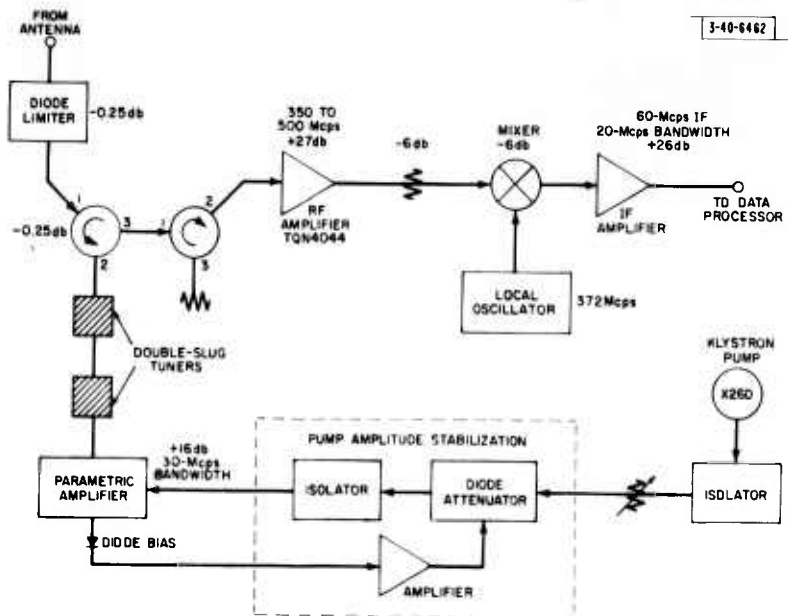 FROM
ANTENNA
3-40-6462
DIODE
LIMITER
-0.25db
350 TO
500 Mcps
+27db
-6db
MIXER
-6db
60-Mcps IF
20-Mcps BANDWIDTH
+26db
1
2
3
-0.25db
1
2
3
RF
AMPLIFIER
TQN4044
IF
AMPLIFIER
TO DATA
PROCESSOR
LOCAL
OSCILLATOR
372Mcps
DOUBLE-SLUG
TUNERS
KLYSTRON
PUMP
X26D
PUMP AMPLITUDE STABILIZATION
+16db
30-Mcps
BANDWIDTH
PARAMETRIC
AMPLIFIER
ISOLATOR
DIODE
ATTENUATOR
ISOLATOR
DIODE BIAS
AMPLIFIER